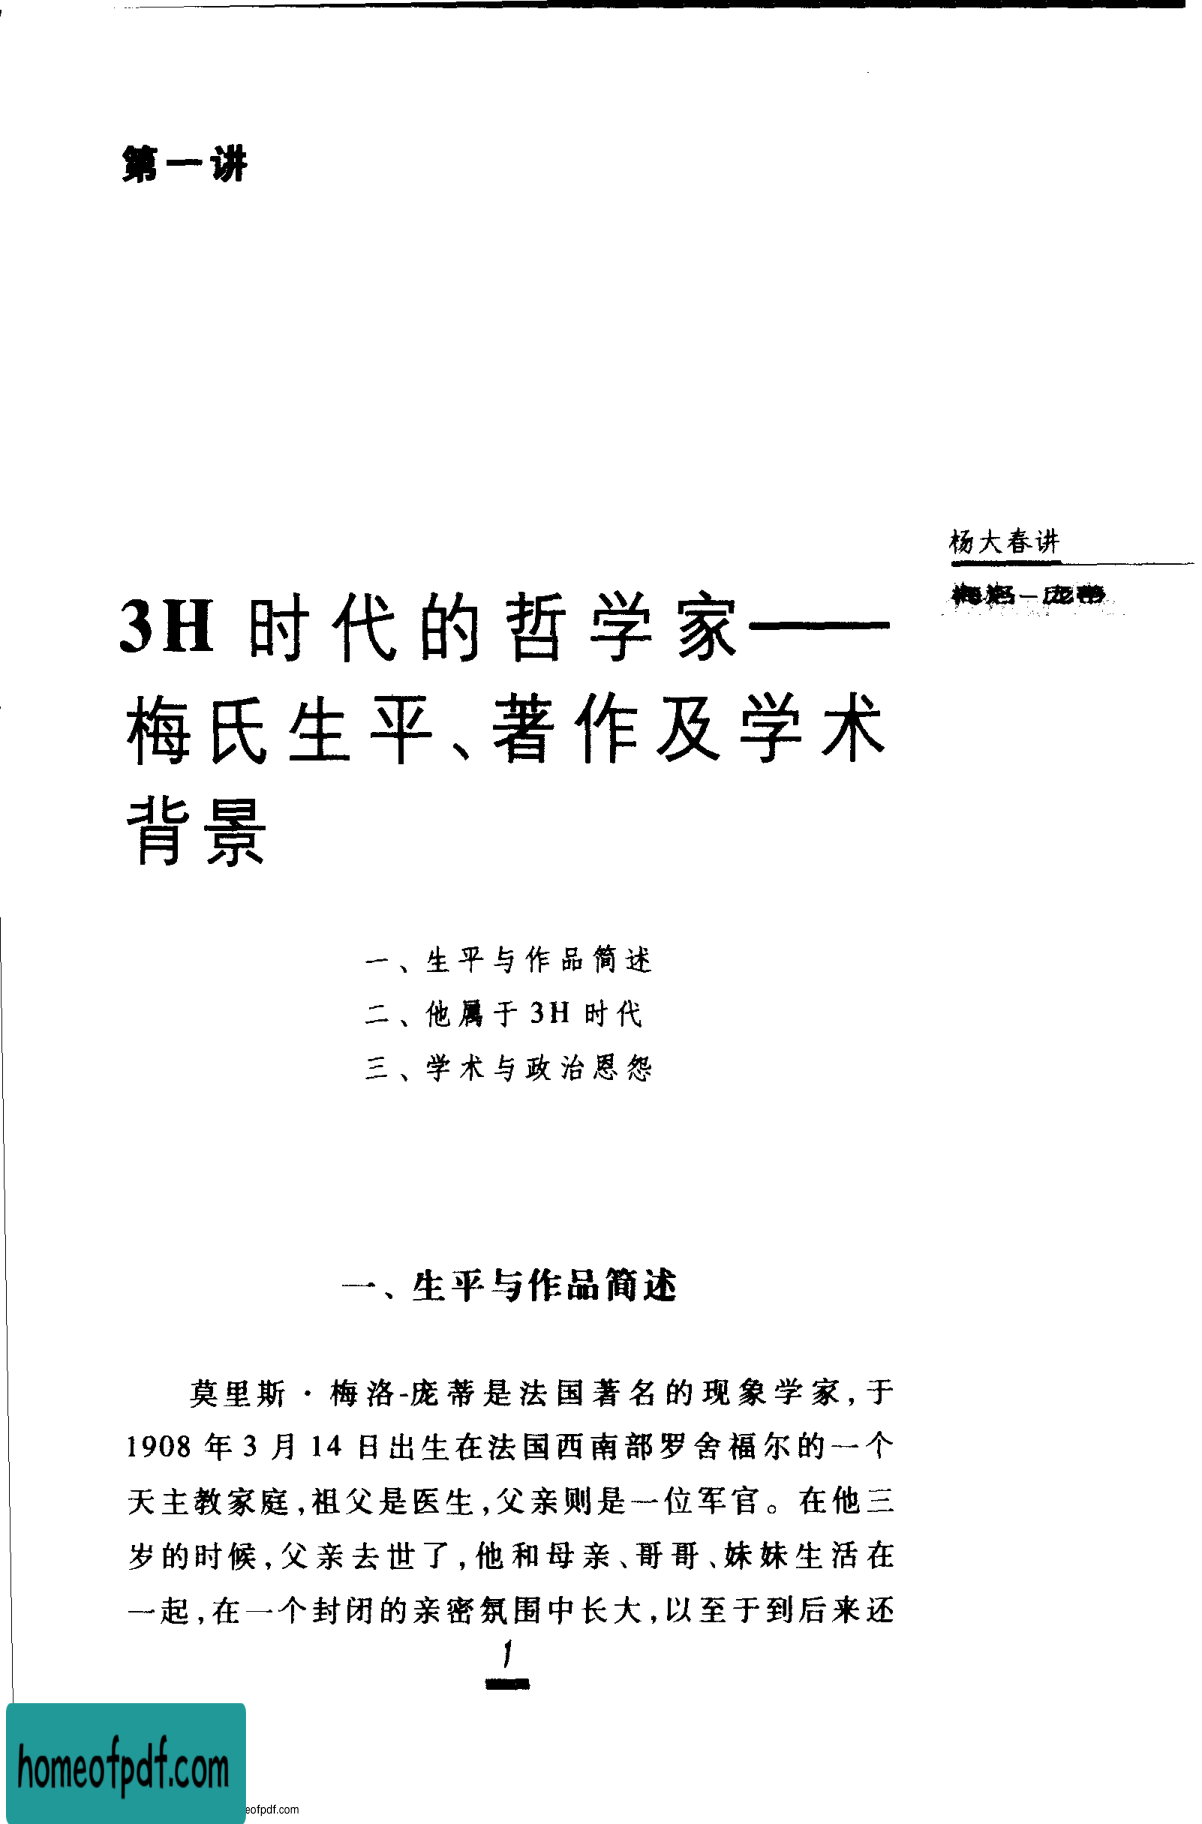 第一讲
杨大春讲
梅洛-庞蒂
3H 时代的哲学家——
梅氏生平、著作及学术
背景
一、生平与作品简述
二、他属于 3H 时代
三、学术与政治恩怨
一、生平与作品简述
莫里斯·梅洛-庞蒂是法国著名的现象学家,于
1908 年 3 月 14 日出生在法国西南部罗舍福尔的一个
天主教家庭,祖父是医生,父亲则是一位军官。在他三
岁的时候,父亲去世了,他和母亲、哥哥、妹妹生活在
一起,在一个封闭的亲密氛围中长大,以至于到后来还
1
homeofpdf.com
eofpdf.com